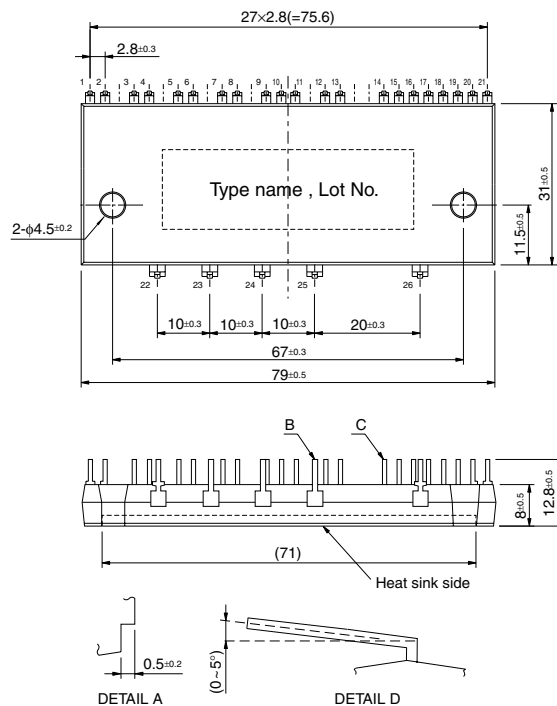 27×2.8(=75.6)
2.8±0.3
1 2 3 4 5 6 7 8 9 10 11 12 13 14 15 16 17 18 19 20 21
Type name , Lot No.
2-φ4.5±0.2
31±0.5
11.5±0.5
22 23 24 25 26
10±0.3 10±0.3 10±0.3 20±0.3
67±0.3
79±0.5
B C
8±0.5
12.8±0.5
(71)
Heat sink side
0.5±0.2
(0~5°)
DETAIL A DETAIL D